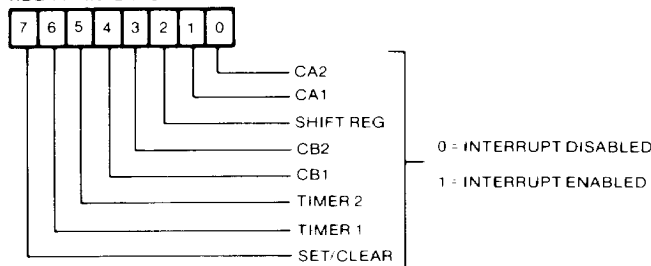 7 6 5 4 3 2 1 0
CA2
CA1
SHIFT REG
CB2
CB1
TIMER 2
TIMER 1
SET/CLEAR
0 = INTERRUPT DISABLED
1 = INTERRUPT ENABLED